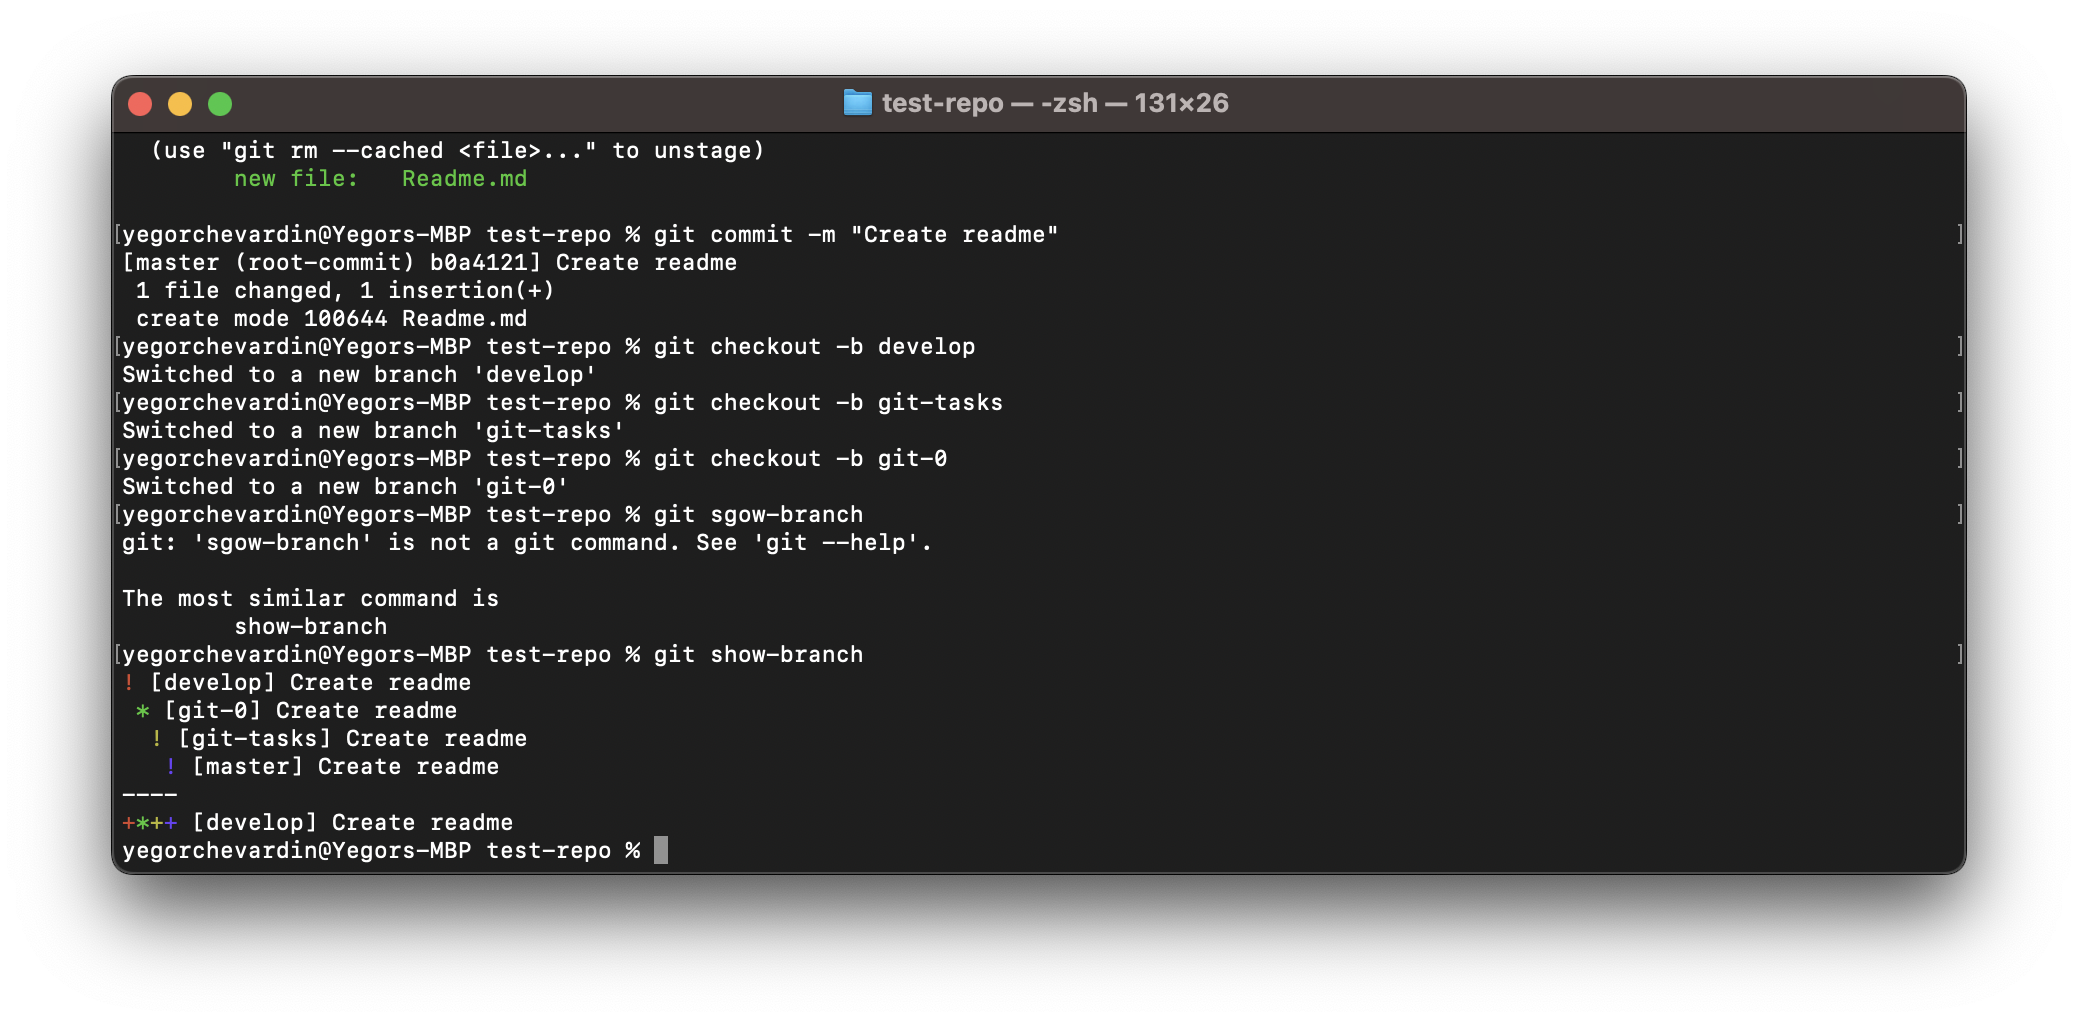 test-repo — -zsh — 131×26
(use "git rm --cached <file>..." to unstage)
new file:   Readme.md
[yegorchevardin@Yegors-MBP test-repo % git commit -m "Create readme" ]
[master (root-commit) b0a4121] Create readme
 1 file changed, 1 insertion(+)
 create mode 100644 Readme.md
[yegorchevardin@Yegors-MBP test-repo % git checkout -b develop ]
Switched to a new branch 'develop'
[yegorchevardin@Yegors-MBP test-repo % git checkout -b git-tasks ]
Switched to a new branch 'git-tasks'
[yegorchevardin@Yegors-MBP test-repo % git checkout -b git-0 ]
Switched to a new branch 'git-0'
[yegorchevardin@Yegors-MBP test-repo % git sgow-branch ]
git: 'sgow-branch' is not a git command. See 'git --help'.
The most similar command is
        show-branch
[yegorchevardin@Yegors-MBP test-repo % git show-branch ]
! [develop] Create readme
 * [git-0] Create readme
  ! [git-tasks] Create readme
   ! [master] Create readme
----
+*++ [develop] Create readme
yegorchevardin@Yegors-MBP test-repo %